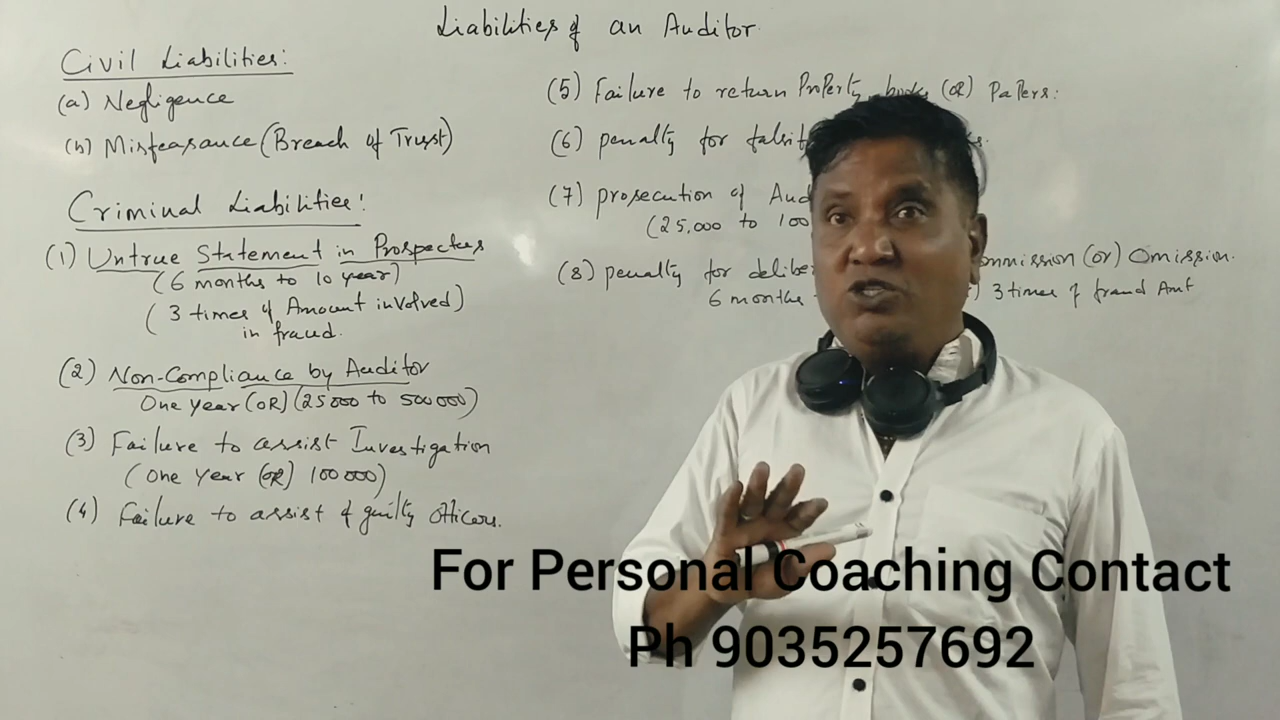 Liabilities of an Auditor.
Civil Liabilities:
(a) Negligence
(b) Misfeasance (Breach of Trust)
Criminal Liabilities:
(1) Untrue Statement in Prospectus
(6 months to 10 year)
(3 times of Amount involved)
in fraud.
(2) Non-Compliance by Auditor
One year (OR) (25000 to 500000)
(3) Failure to assist Investigation
(One year (OR) 100000)
(4) Failure to assist of guilty officers.
(5) Failure to return Property, books (OR) Papers:
(6) penalty for
(7) prosecution of
(25,000 to
(8) penalty for Omission (or) Omission.
6 months 3 times of fraud Amt
For Personal Coaching Contact
Ph 9035257692